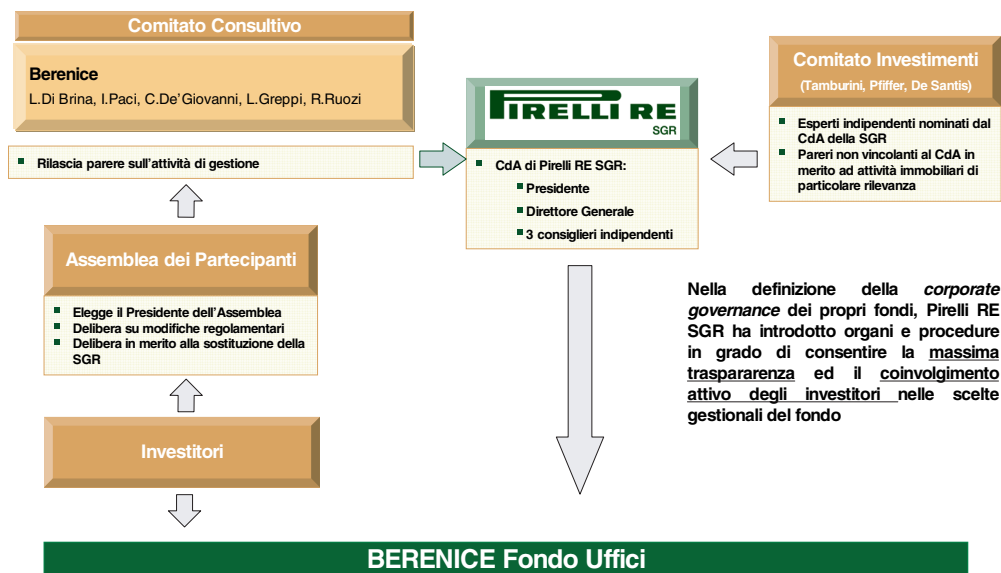 Comitato Consultivo
Berenice
L.Di Brina, I.Paci, C.De'Giovanni, L.Greppi, R.Ruozi
Rilascia parere sull'attività di gestione
Assemblea dei Partecipanti
Elegge il Presidente dell'Assemblea
Delibera su modifiche regolamentari
Delibera in merito alla sostituzione della
SGR
Investitori
PIRELLI RE
SGR
CdA di Pirelli RE SGR:
Presidente
Direttore Generale
3 consiglieri indipendenti
Comitato Investimenti
(Tamburini, Pfiffer, De Santis)
Esperti indipendenti nominati dal
CdA della SGR
Pareri non vincolanti al CdA in
merito ad attività immobiliari di
particolare rilevanza
Nella definizione della corporate
governance dei propri fondi, Pirelli RE
SGR ha introdotto organi e procedure
in grado di consentire la massima
traspararenza ed il coinvolgimento
attivo degli investitori nelle scelte
gestionali del fondo
BERENICE Fondo Uffici